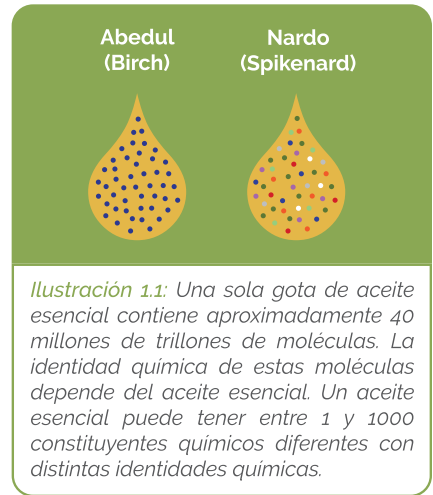 Abedul
(Birch)
Nardo
(Spikenard)
Ilustración 1.1: Una sola gota de aceite
esencial contiene aproximadamente 40
millones de trillones de moléculas. La
identidad química de estas moléculas
depende del aceite esencial. Un aceite
esencial puede tener entre 1 y 1000
constituyentes químicos diferentes con
distintas identidades químicas.